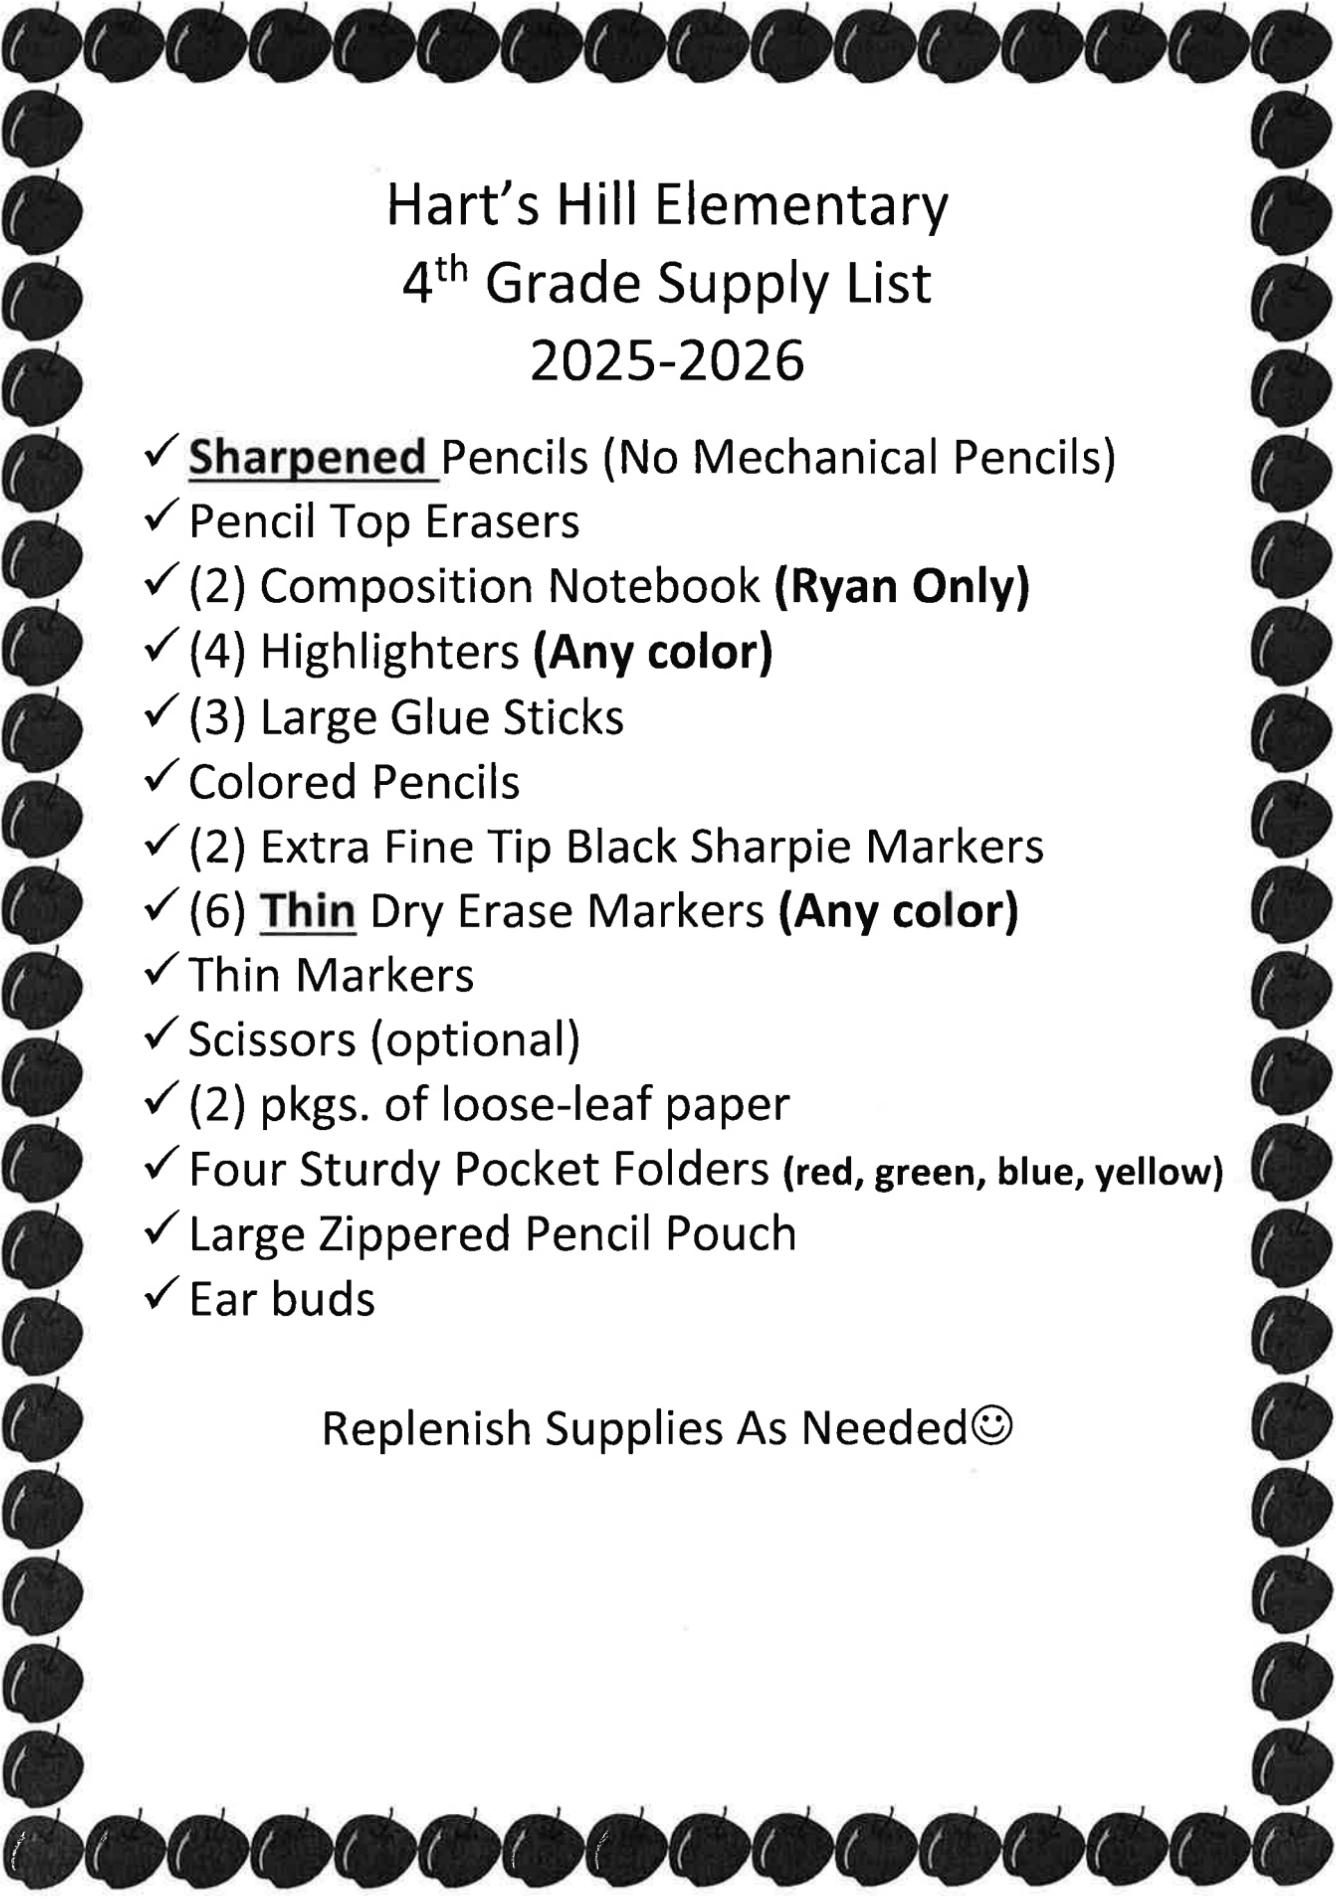 Hart's Hill Elementary
4th Grade Supply List
2025-2026
✓ Sharpened Pencils (No Mechanical Pencils)
✓ Pencil Top Erasers
✓ (2) Composition Notebook (Ryan Only)
✓ (4) Highlighters (Any color)
✓ (3) Large Glue Sticks
✓ Colored Pencils
✓ (2) Extra Fine Tip Black Sharpie Markers
✓ (6) Thin Dry Erase Markers (Any color)
✓ Thin Markers
✓ Scissors (optional)
✓ (2) pkgs. of loose-leaf paper
✓ Four Sturdy Pocket Folders (red, green, blue, yellow)
✓ Large Zippered Pencil Pouch
✓ Ear buds
Replenish Supplies As Needed☺